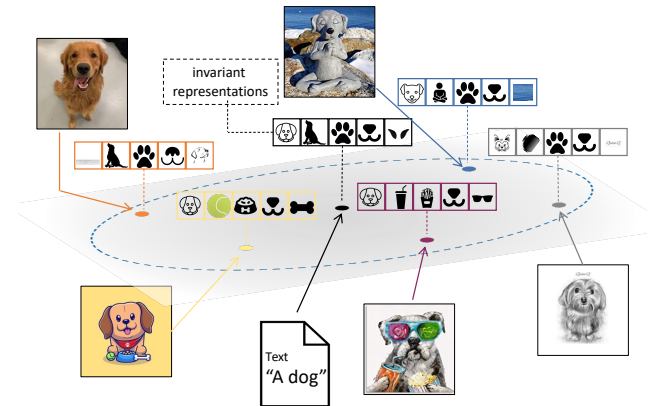 invariant
representations
Text
“A dog”